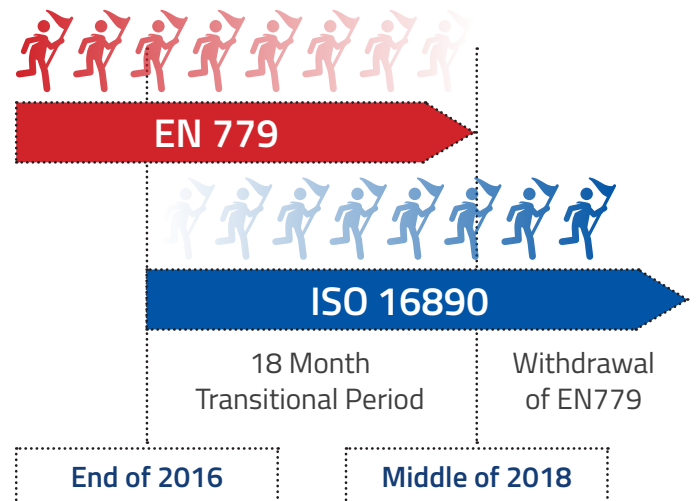 EN 779
ISO 16890
18 Month
Transitional Period
Withdrawal
of EN779
End of 2016
Middle of 2018